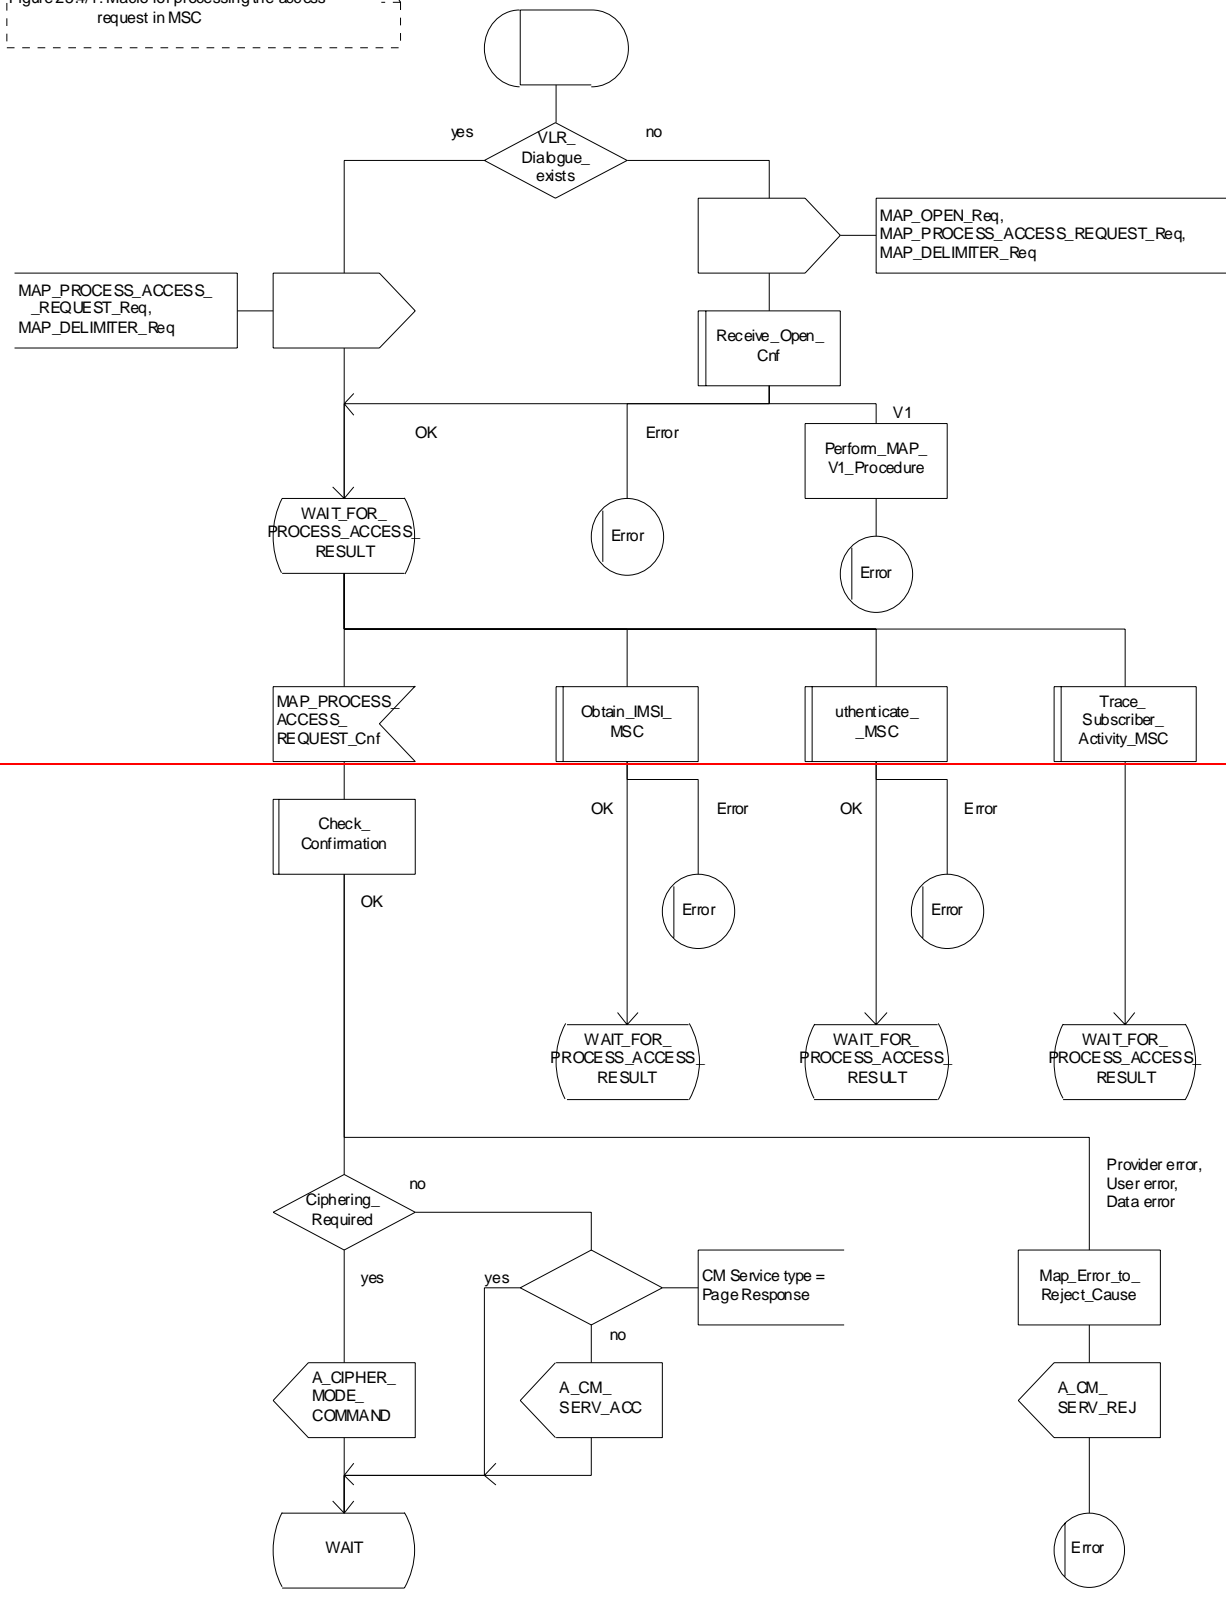 request in MSC
yes
no
VLR_
Dialogue_
exists
MAP_OPEN_Req,
MAP_PROCESS_ACCESS_REQUEST_Req,
MAP_DELIMITER_Req
MAP_PROCESS_ACCESS_
_REQUEST_Req,
MAP_DELIMITER_Req
Receive_Open_
Cnf
OK
Error
V1
Perform_MAP_
V1_Procedure
WAIT_FOR_
PROCESS_ACCESS_
RESULT
Error
Error
MAP_PROCESS_
ACCESS_
REQUEST_Cnf
Obtain_IMSI_
MSC
uthenticate_
_MSC
Trace_
Subscriber_
Activity_MSC
Check_
Confirmation
OK
Error
OK
Error
OK
Error
Error
WAIT_FOR_
PROCESS_ACCESS_
RESULT
WAIT_FOR_
PROCESS_ACCESS_
RESULT
WAIT_FOR_
PROCESS_ACCESS_
RESULT
Provider error,
User error,
Data error
Ciphering_
Required
no
yes
yes
CM Service type =
Page Response
no
Map_Error_to_
Reject_Cause
A_CIPHER_
MODE_
COMMAND
A_CM_
SERV_ACC
A_CM_
SERV_REJ
WAIT
Error